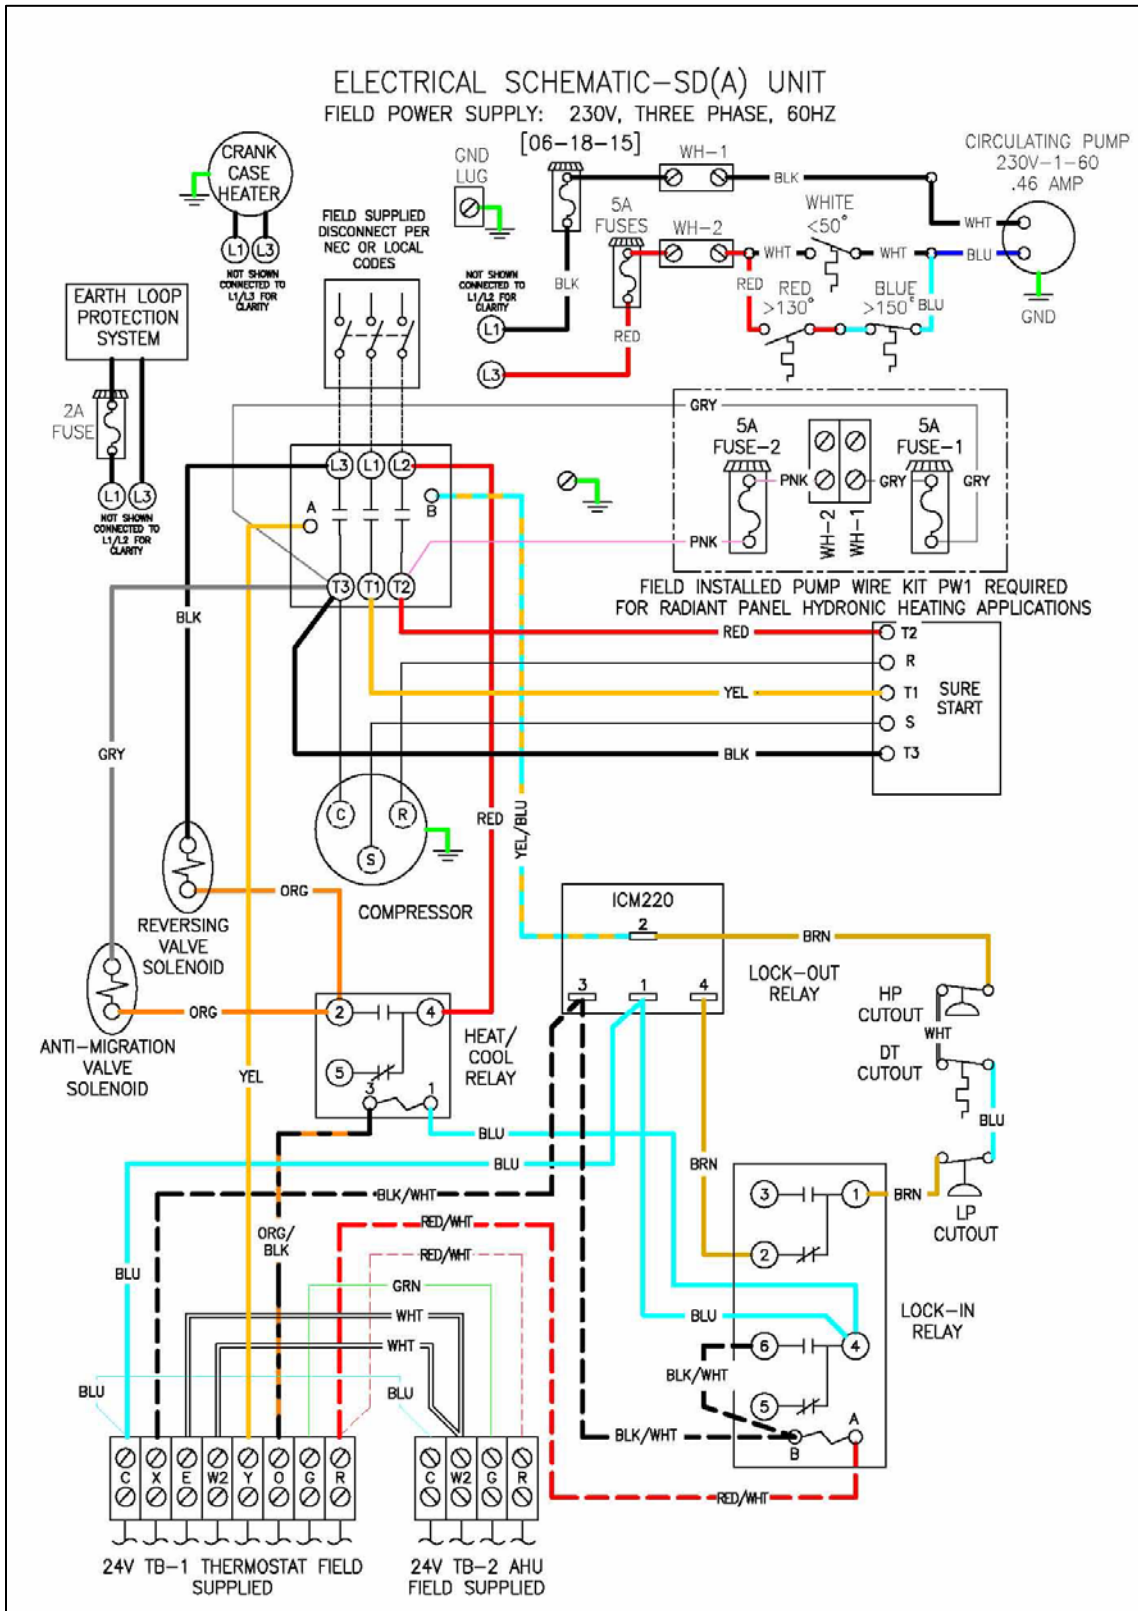 ELECTRICAL SCHEMATIC-SD(A) UNIT
FIELD POWER SUPPLY: 230V, THREE PHASE, 60HZ
[06-18-15]
CRANK
CASE
HEATER
L1
L3
NOT SHOWN
CONNECTED TO
L1/L3 FOR
CLARITY
GND
LUG
FIELD SUPPLIED
DISCONNECT PER
NEC OR LOCAL
CODES
5A
FUSES
WH-1
BLK
WH-2
WHT
WHITE
<50°
WHT
WHT
CIRCULATING PUMP
230V-1-60
.46 AMP
BLU
GND
RED
RED
>130°
BLUE
>150°
BLU
BLK
RED
NOT SHOWN
CONNECTED TO
L1/L2 FOR
CLARITY
L1
L3
EARTH LOOP
PROTECTION
SYSTEM
2A
FUSE
L1
L3
NOT SHOWN
CONNECTED TO
L1/L2 FOR
CLARITY
L3
L1
L2
A
B
T3
T1
T2
GRY
5A
FUSE-2
5A
FUSE-1
PNK
GRY
GRY
PNK
WH-2
WH-1
FIELD INSTALLED PUMP WIRE KIT PW1 REQUIRED
FOR RADIANT PANEL HYDRONIC HEATING APPLICATIONS
BLK
RED
T2
R
YEL
T1
SURE
START
S
BLK
T3
GRY
C
R
S
RED
YEL/BLU
COMPRESSOR
ORG
REVERSING
VALVE
SOLENOID
ORG
ANTI-MIGRATION
VALVE
SOLENOID
YEL
2
4
5
3
1
HEAT/
COOL
RELAY
ICM220
2
3
1
4
BRN
LOCK-OUT
RELAY
HP
CUTOUT
WHT
DT
CUTOUT
BLU
LP
CUTOUT
BRN
BLU
BLU
BRN
BLK/WHT
3
1
2
6
4
5
A
B
LOCK-IN
RELAY
RED/WHT
ORG/
BLK
RED/WHT
BLU
GRN
WHT
WHT
BLU
BLK/WHT
BLK/WHT
RED/WHT
BLU
BLU
C
X
E
W2
Y
O
G
R
C
W2
G
R
24V TB-1 THERMOSTAT FIELD
SUPPLIED
24V TB-2 AHU
FIELD SUPPLIED